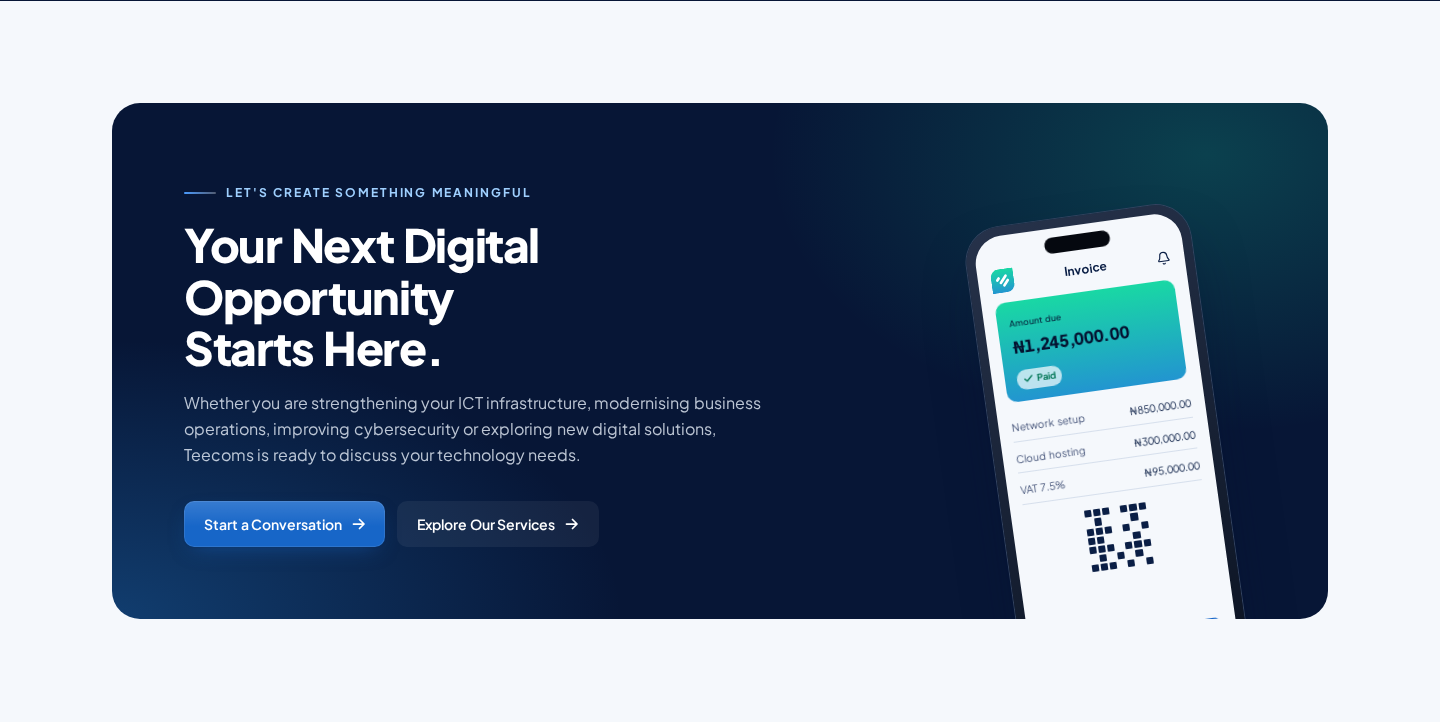 LET'S CREATE SOMETHING MEANINGFUL
Your Next Digital
Opportunity
Starts Here.
Whether you are strengthening your ICT infrastructure, modernising business
operations, improving cybersecurity or exploring new digital solutions,
Teecoms is ready to discuss your technology needs.
Start a Conversation →
Explore Our Services →
Invoice
Amount due
₦1,245,000.00
Paid
Network setup ₦850,000.00
Cloud hosting ₦300,000.00
VAT 7.5% ₦95,000.00